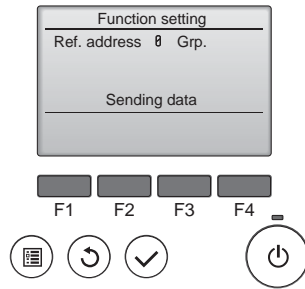 Function setting
Ref. address 0 Grp.
Sending data
F1 F2 F3 F4